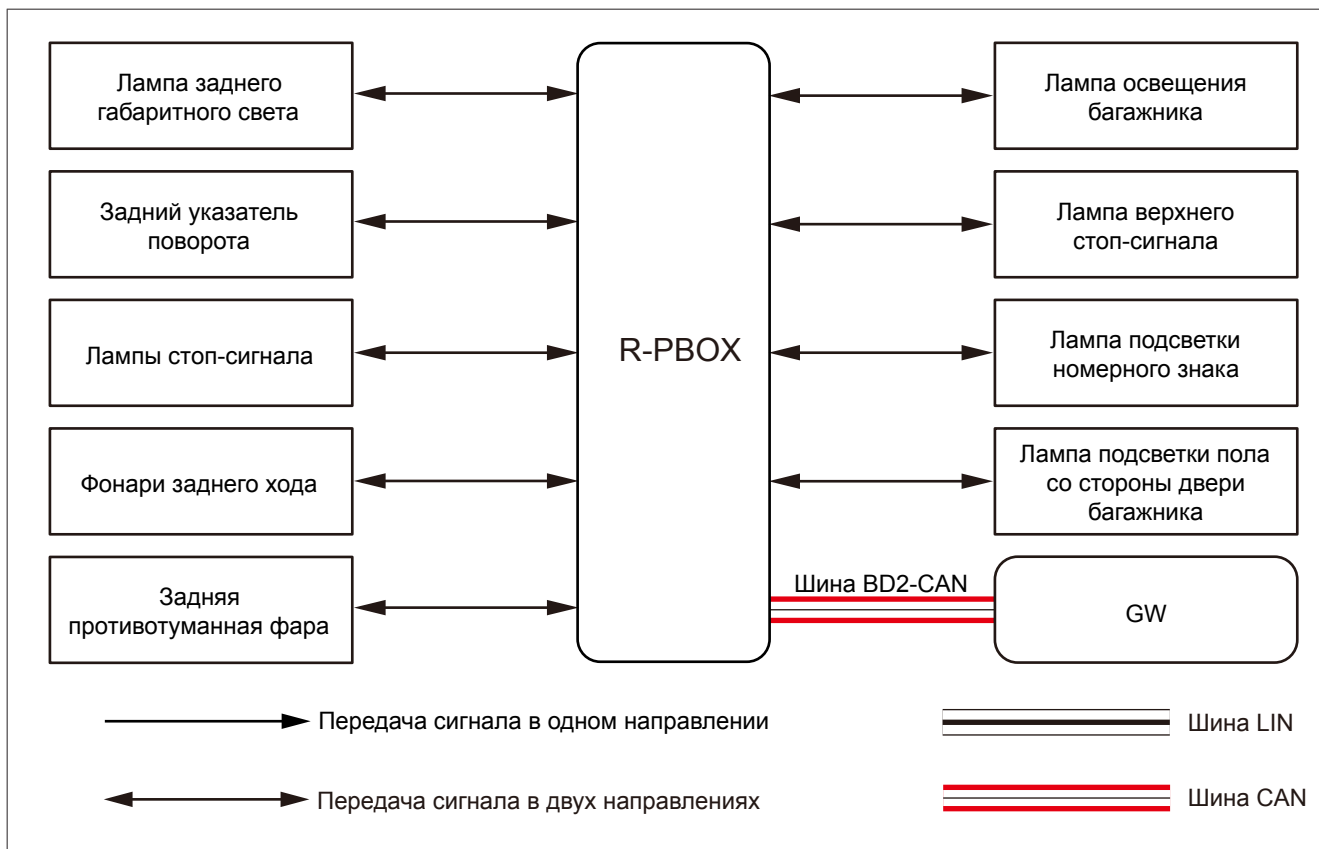 Лампа заднего
габаритного света
Задний указатель
поворота
Лампы стоп-сигнала
Фонари заднего хода
Задняя
противотуманная фара
R-PBOX
Лампа освещения
багажника
Лампа верхнего
стоп-сигнала
Лампа подсветки
номерного знака
Лампа подсветки пола
со стороны двери
багажника
Шина BD2-CAN
GW
Передача сигнала в одном направлении
Шина LIN
Передача сигнала в двух направлениях
Шина CAN